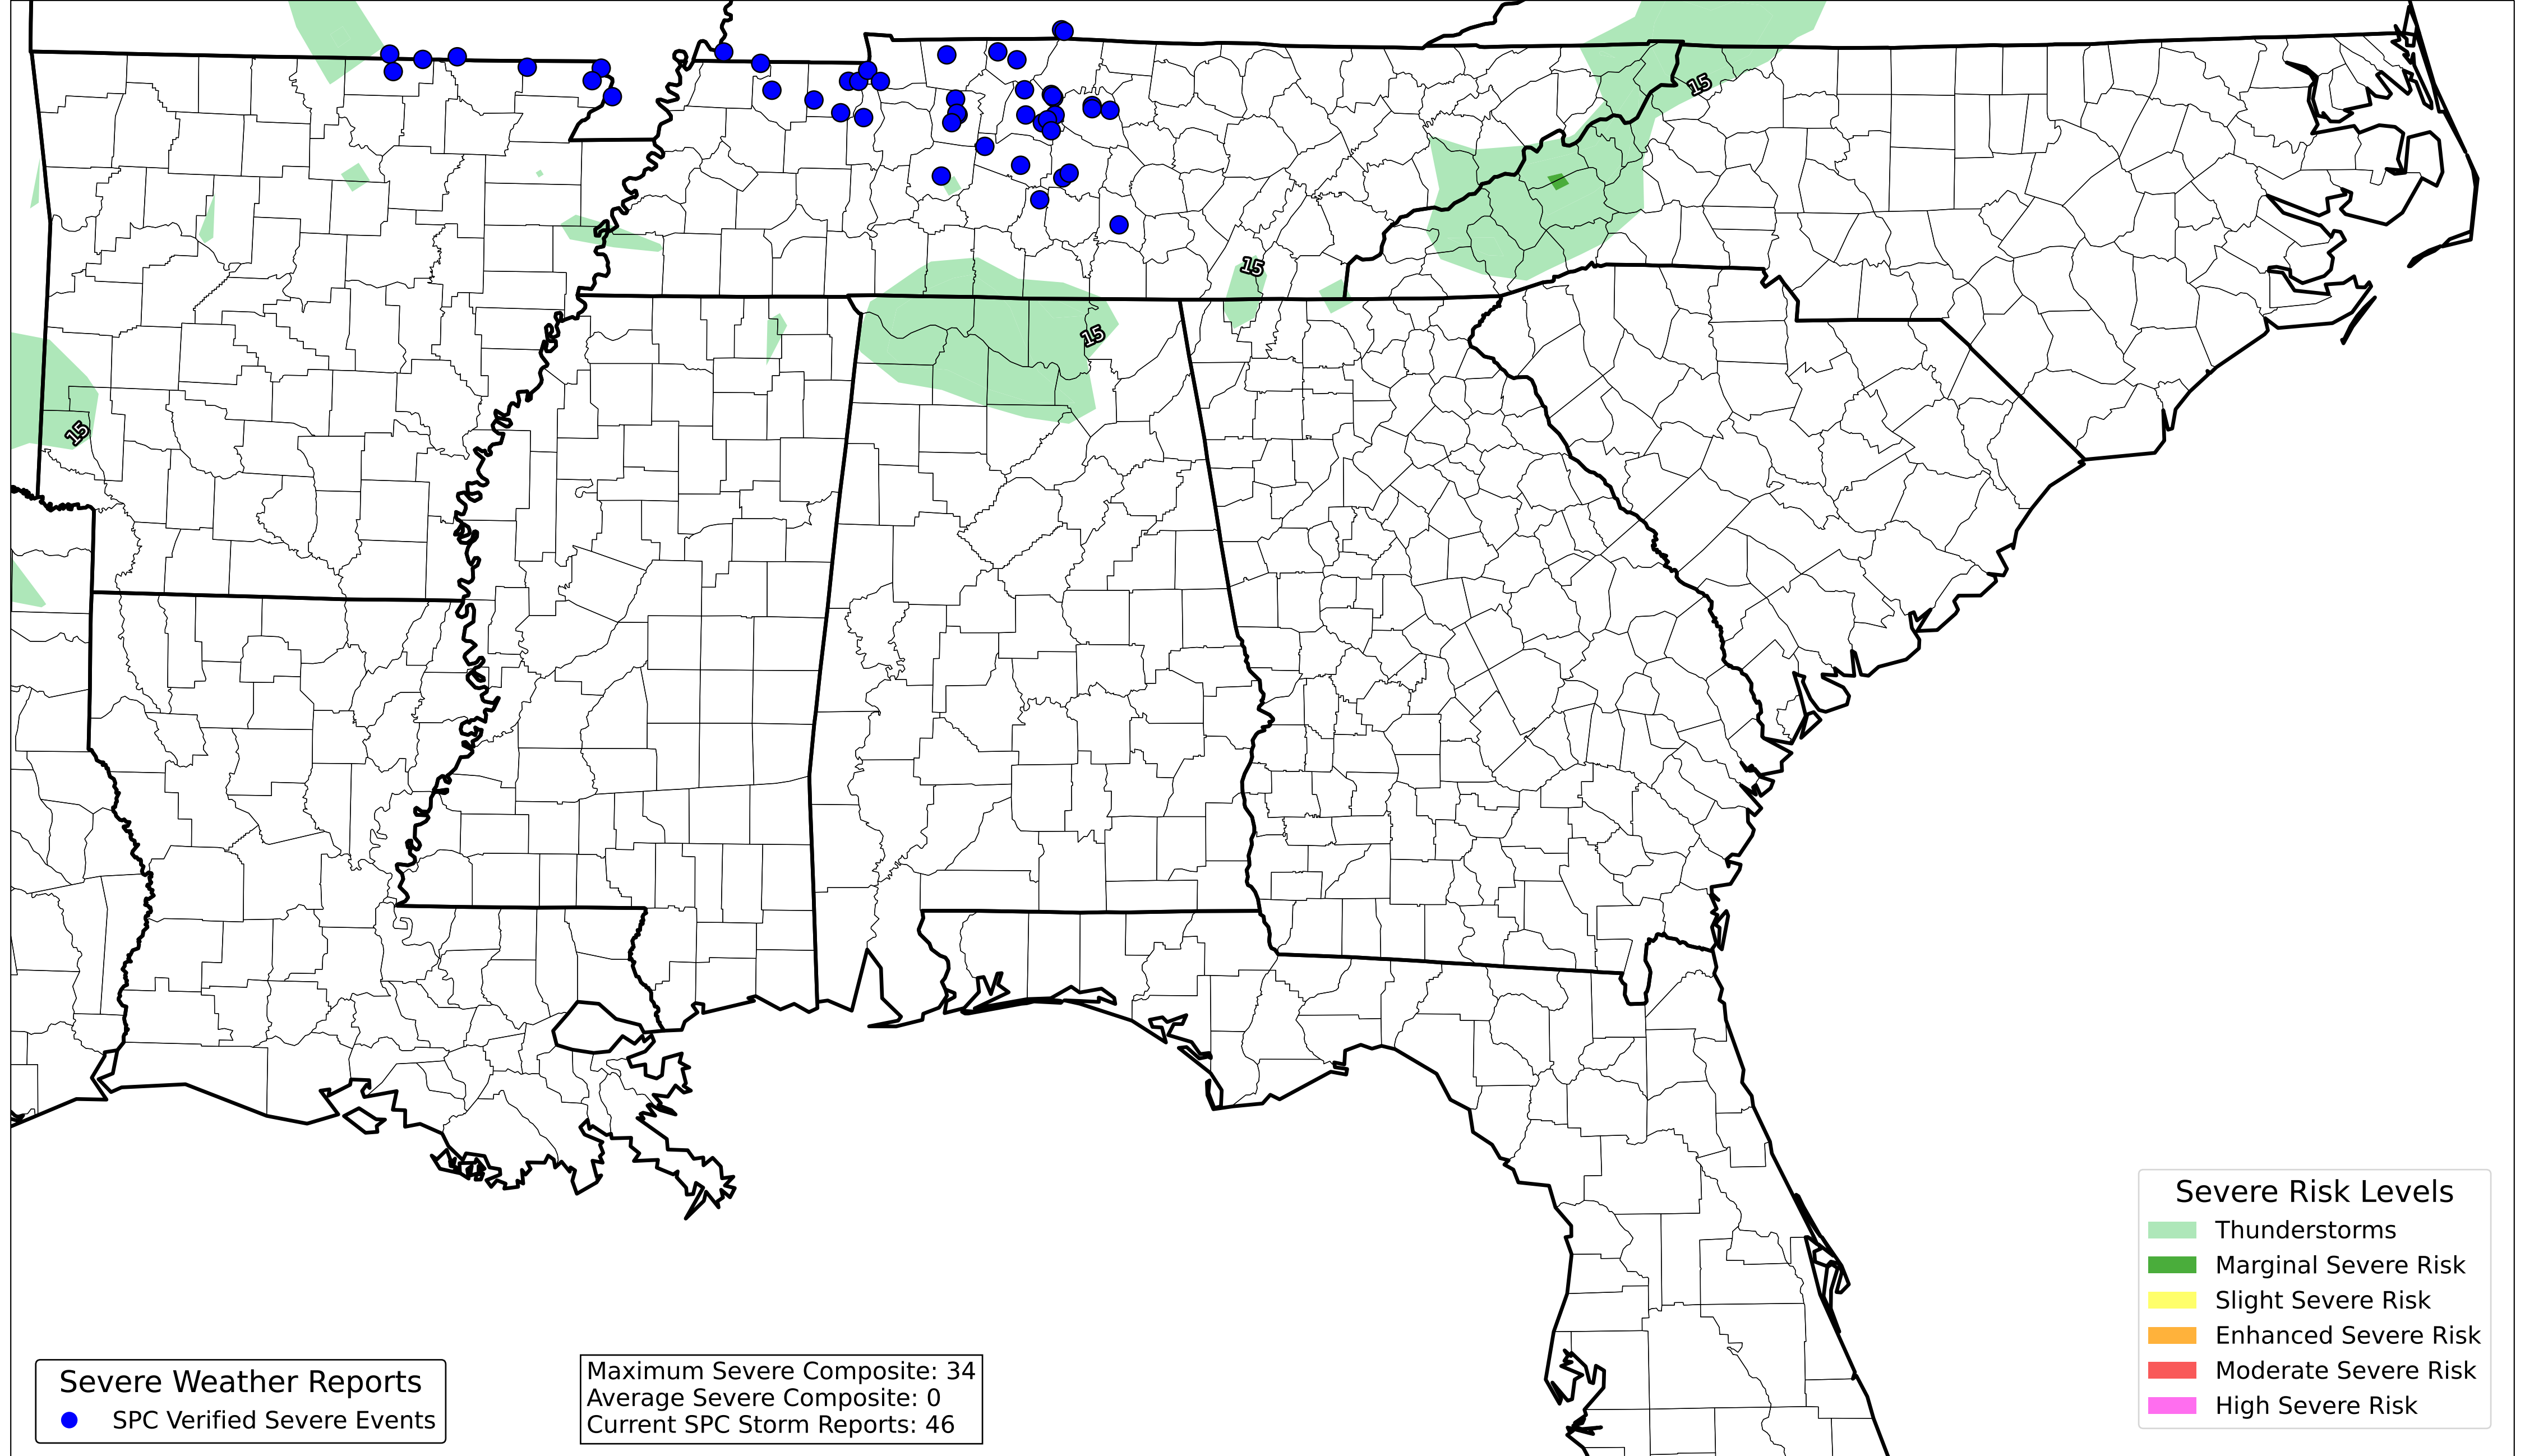 15
15
15
15
Severe Weather Reports
SPC Verified Severe Events
Maximum Severe Composite: 34
Average Severe Composite: 0
Current SPC Storm Reports: 46
Severe Risk Levels
Thunderstorms
Marginal Severe Risk
Slight Severe Risk
Enhanced Severe Risk
Moderate Severe Risk
High Severe Risk